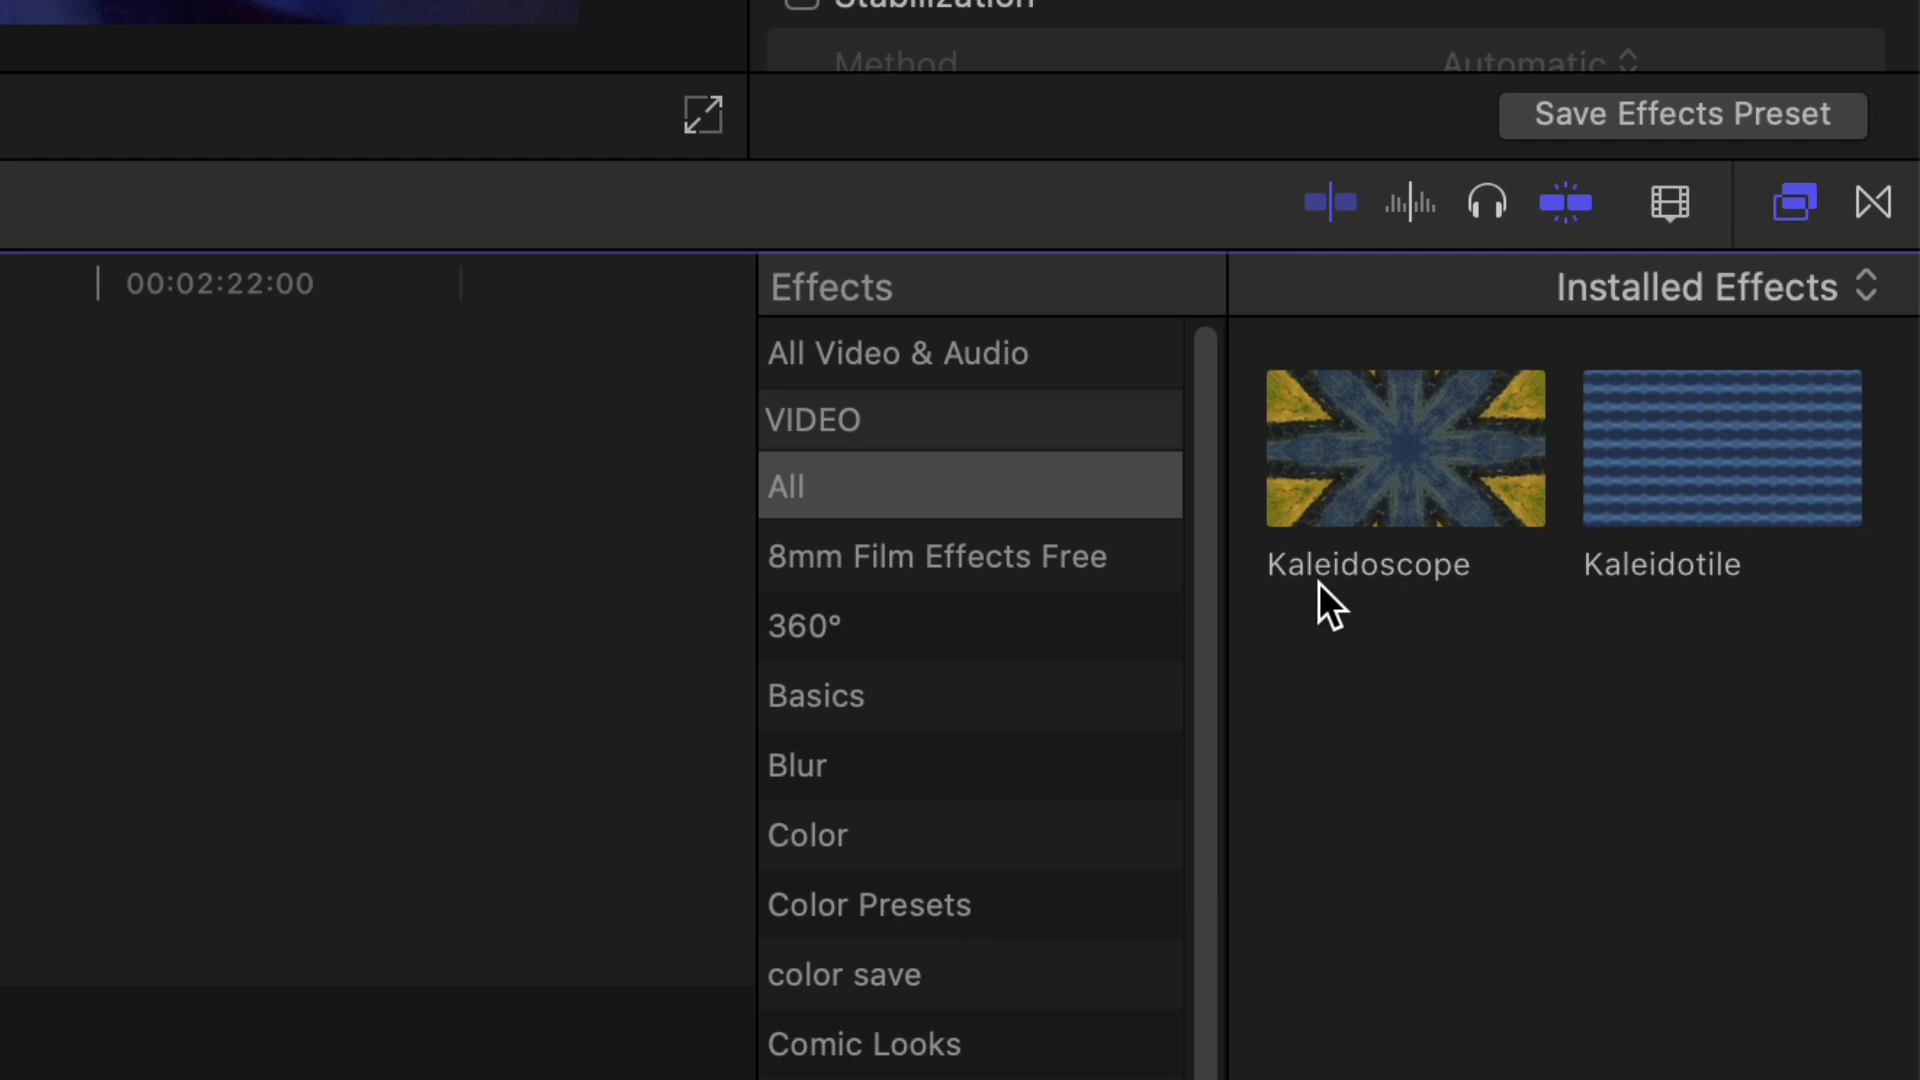 Stabilization
Method
Automatic
Save Effects Preset
00:02:22:00
Effects
Installed Effects
All Video & Audio
VIDEO
All
8mm Film Effects Free
360°
Basics
Blur
Color
Color Presets
color save
Comic Looks
Kaleidoscope
Kaleidotile